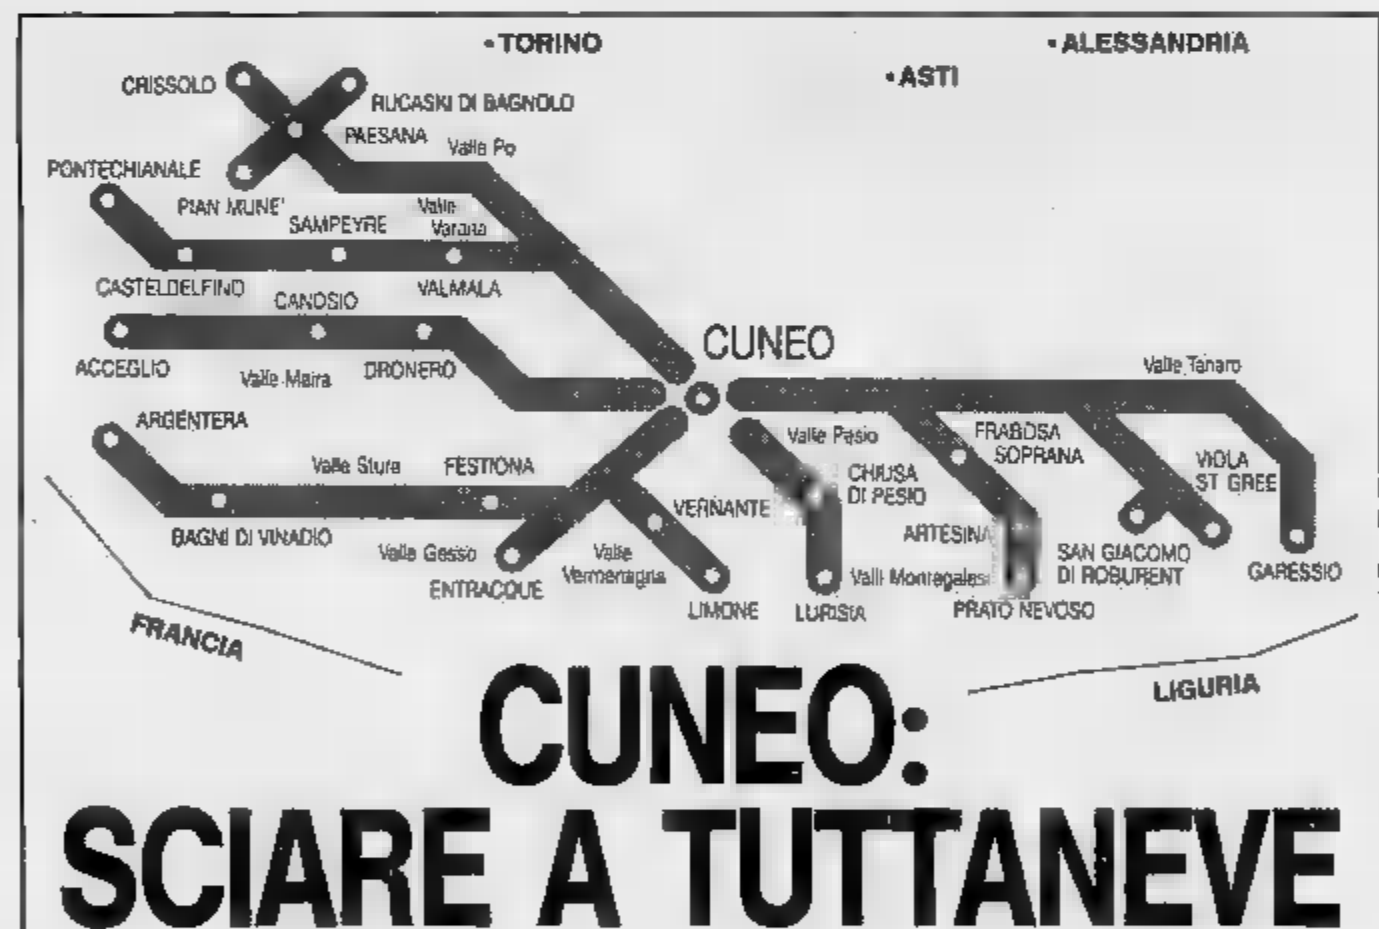 • TORINO
• ALESSANDRIA
• ASTI
CRISSOLO
RUCASKI DI BAGNOLO
PAESANA
Valle Po
PONTECHIANALE
PIAN MUNE'
SAMPEYRE
Valle
Varaita
CASTELDELFINO
CANOSIO
VALMALA
CUNEO
ACCEGLIO
Valle Maira
DRONERO
Valle Tanaro
ARGENTERA
Valle Stura
FESTIONA
Valle Pesio
FRABOSA
SOPRANA
CHIUSA
DI PESIO
VIOLA
ST GREE
VERNANTE
BAGNI DI VINADIO
Valle Gesso
ENTRACQUE
Valle
Vermenagna
ARTESINA
SAN GIACOMO
DI ROBURENT
GARESSIO
LIMONE
LURISIA
Valli Monregalesi
PRATO NEVOSO
FRANCIA
LIGURIA
CUNEO:
SCIARE A TUTTANEVE